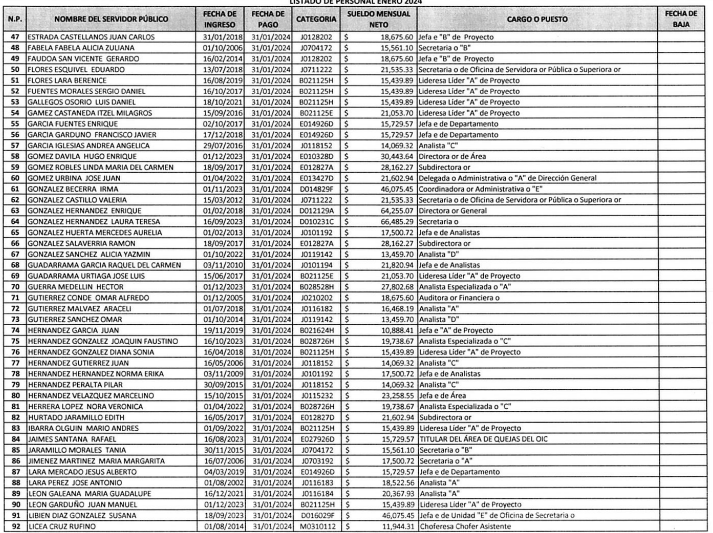 LISTADO DE PERSONAL ENERO 2024
N.P. NOMBRE DEL SERVIDOR PÚBLICO FECHA DE INGRESO FECHA DE PAGO CATEGORIA SUELDO MENSUAL NETO CARGO O PUESTO FECHA DE BAJA
47 ESTRADA CASTELLANOS JUAN CARLOS 31/01/2018 31/01/2024 J0128202 $ 18,675.60 Jefa e "B" de Proyecto
48 FABELA FABELA ALICIA ZULIANA 01/10/2006 31/01/2024 J0704172 $ 15,561.10 Secretaria o "B"
49 FAUDOA SAN VICENTE GERARDO 16/02/2014 31/01/2024 J0128202 $ 18,675.60 Jefa e "B" de Proyecto
50 FLORES ESQUIVEL EDUARDO 13/07/2018 31/01/2024 J0711222 $ 21,535.33 Secretaria o de Oficina de Servidora or Pública o Superiora or
51 FLORES LARA BERENICE 16/08/2019 31/01/2024 B021125H $ 15,439.89 Lideresa Líder "A" de Proyecto
52 FUENTES MORALES SERGIO DANIEL 16/10/2017 31/01/2024 B021125H $ 15,439.89 Lideresa Líder "A" de Proyecto
53 GALLEGOS OSORIO LUIS DANIEL 18/10/2021 31/01/2024 B021125H $ 15,439.89 Lideresa Líder "A" de Proyecto
54 GAMEZ CASTANEDA ITZEL MILAGROS 15/09/2016 31/01/2024 B021125E $ 21,053.70 Lideresa Líder "A" de Proyecto
55 GARCIA FUENTES ENRIQUE 02/10/2017 31/01/2024 E014926D $ 15,729.57 Jefa e de Departamento
56 GARCIA GARDUNO FRANCISCO JAVIER 17/12/2018 31/01/2024 E014926D $ 15,729.57 Jefa e de Departamento
57 GARCIA IGLESIAS ANDREA ANGELICA 29/07/2016 31/01/2024 J0118152 $ 14,069.32 Analista "C"
58 GOMEZ DAVILA HUGO ENRIQUE 01/12/2023 31/01/2024 E010328D $ 30,443.64 Directora or de Área
59 GOMEZ ROBLES LINDA MARIA DEL CARMEN 18/09/2017 31/01/2024 E012827A $ 28,162.27 Subdirectora or
60 GOMEZ URBINA JOSE JUAN 01/04/2022 31/01/2024 E013427D $ 21,602.94 Delegada o Administrativa o "A" de Dirección General
61 GONZALEZ BECERRA IRMA 01/11/2023 31/01/2024 D014829F $ 46,075.45 Coordinadora or Administrativa o "E"
62 GONZALEZ CASTILLO VALERIA 15/03/2012 31/01/2024 J0711222 $ 21,535.33 Secretaria o de Oficina de Servidora or Pública o Superiora or
63 GONZALEZ HERNANDEZ ENRIQUE 01/02/2018 31/01/2024 D012129A $ 64,255.07 Directora or General
64 GONZALEZ HERNANDEZ LAURA TERESA 16/09/2023 31/01/2024 D010231C $ 66,485.29 Secretaria o
65 GONZALEZ HUERTA MERCEDES AURELIA 01/02/2013 31/01/2024 J0101192 $ 17,500.72 Jefa e de Analistas
66 GONZALEZ SALAVERRIA RAMON 18/09/2017 31/01/2024 E012827A $ 28,162.27 Subdirectora or
67 GONZALEZ SANCHEZ ALICIA YAZMIN 01/10/2022 31/01/2024 J0119142 $ 13,459.70 Analista "D"
68 GUADARRAMA GARCIA RAQUEL DEL CARMEN 03/11/2010 31/01/2024 J0101194 $ 21,820.94 Jefa e de Analistas
69 GUADARRAMA URTIAGA JOSE LUIS 15/06/2017 31/01/2024 B021125E $ 21,053.70 Lideresa Líder "A" de Proyecto
70 GUERRA MEDELLIN HECTOR 01/12/2023 31/01/2024 B028528H $ 27,802.68 Analista Especializada o "A"
71 GUTIERREZ CONDE OMAR ALFREDO 01/12/2005 31/01/2024 J0210202 $ 18,675.60 Auditora or Financiera o
72 GUTIERREZ MALVAEZ ARACELI 01/07/2018 31/01/2024 J0116182 $ 16,468.19 Analista "A"
73 GUTIERREZ SANCHEZ OMAR 01/10/2014 31/01/2024 J0119142 $ 13,459.70 Analista "D"
74 HERNANDEZ GARCIA JUAN 19/11/2019 31/01/2024 B021624H $ 10,888.41 Jefa e "A" de Proyecto
75 HERNANDEZ GONZALEZ JOAQUIN FAUSTINO 16/10/2023 31/01/2024 B028726H $ 19,738.67 Analista Especializada o "C"
76 HERNANDEZ GONZALEZ DIANA SONIA 16/04/2018 31/01/2024 B021125H $ 15,439.89 Lideresa Líder "A" de Proyecto
77 HERNANDEZ GUTIERREZ JUAN 16/05/2006 31/01/2024 J0118152 $ 14,069.32 Analista "C"
78 HERNANDEZ HERNANDEZ NORMA ERIKA 03/11/2009 31/01/2024 J0101192 $ 17,500.72 Jefa e de Analistas
79 HERNANDEZ PERALTA PILAR 30/09/2015 31/01/2024 J0118152 $ 14,069.32 Analista "C"
80 HERNANDEZ VELAZQUEZ MARCELINO 15/10/2015 31/01/2024 J0115232 $ 23,258.55 Jefa e de Área
81 HERRERA LOPEZ NORA VERONICA 01/04/2022 31/01/2024 B028726H $ 19,738.67 Analista Especializada o "C"
82 HURTADO JARAMILLO EDITH 16/05/2017 31/01/2024 E012827D $ 21,602.94 Subdirectora or
83 IBARRA OLGUIN MARIO ANDRES 01/09/2022 31/01/2024 B021125H $ 15,439.89 Lideresa Líder "A" de Proyecto
84 JAIMES SANTANA RAFAEL 16/08/2023 31/01/2024 E027926D $ 15,729.57 TITULAR DEL ÁREA DE QUEJAS DEL OIC
85 JARAMILLO MORALES TANIA 30/11/2015 31/01/2024 J0704172 $ 15,561.10 Secretaria o "B"
86 JIMENEZ MARTINEZ MARIA MARGARITA 16/07/2006 31/01/2024 J0703192 $ 17,500.72 Secretaria o "A"
87 LARA MERCADO JESUS ALBERTO 04/03/2019 31/01/2024 E014926D $ 15,729.57 Jefa e de Departamento
88 LARA PEREZ JOSE ANTONIO 01/08/2002 31/01/2024 J0116183 $ 18,522.56 Analista "A"
89 LEON GALEANA MARIA GUADALUPE 16/12/2021 31/01/2024 J0116184 $ 20,367.93 Analista "A"
90 LEON GARDUÑO JUAN MANUEL 01/12/2023 31/01/2024 B021125H $ 15,439.89 Lideresa Líder "A" de Proyecto
91 LIBIEN DIAZ GONZALEZ SUSANA 18/09/2023 31/01/2024 D016029F $ 46,075.45 Jefa e de Unidad "E" de Oficina de Secretaria o
92 LICEA CRUZ RUFINO 01/08/2014 31/01/2024 M0310112 $ 11,944.31 Choferesa Chofer Asistente